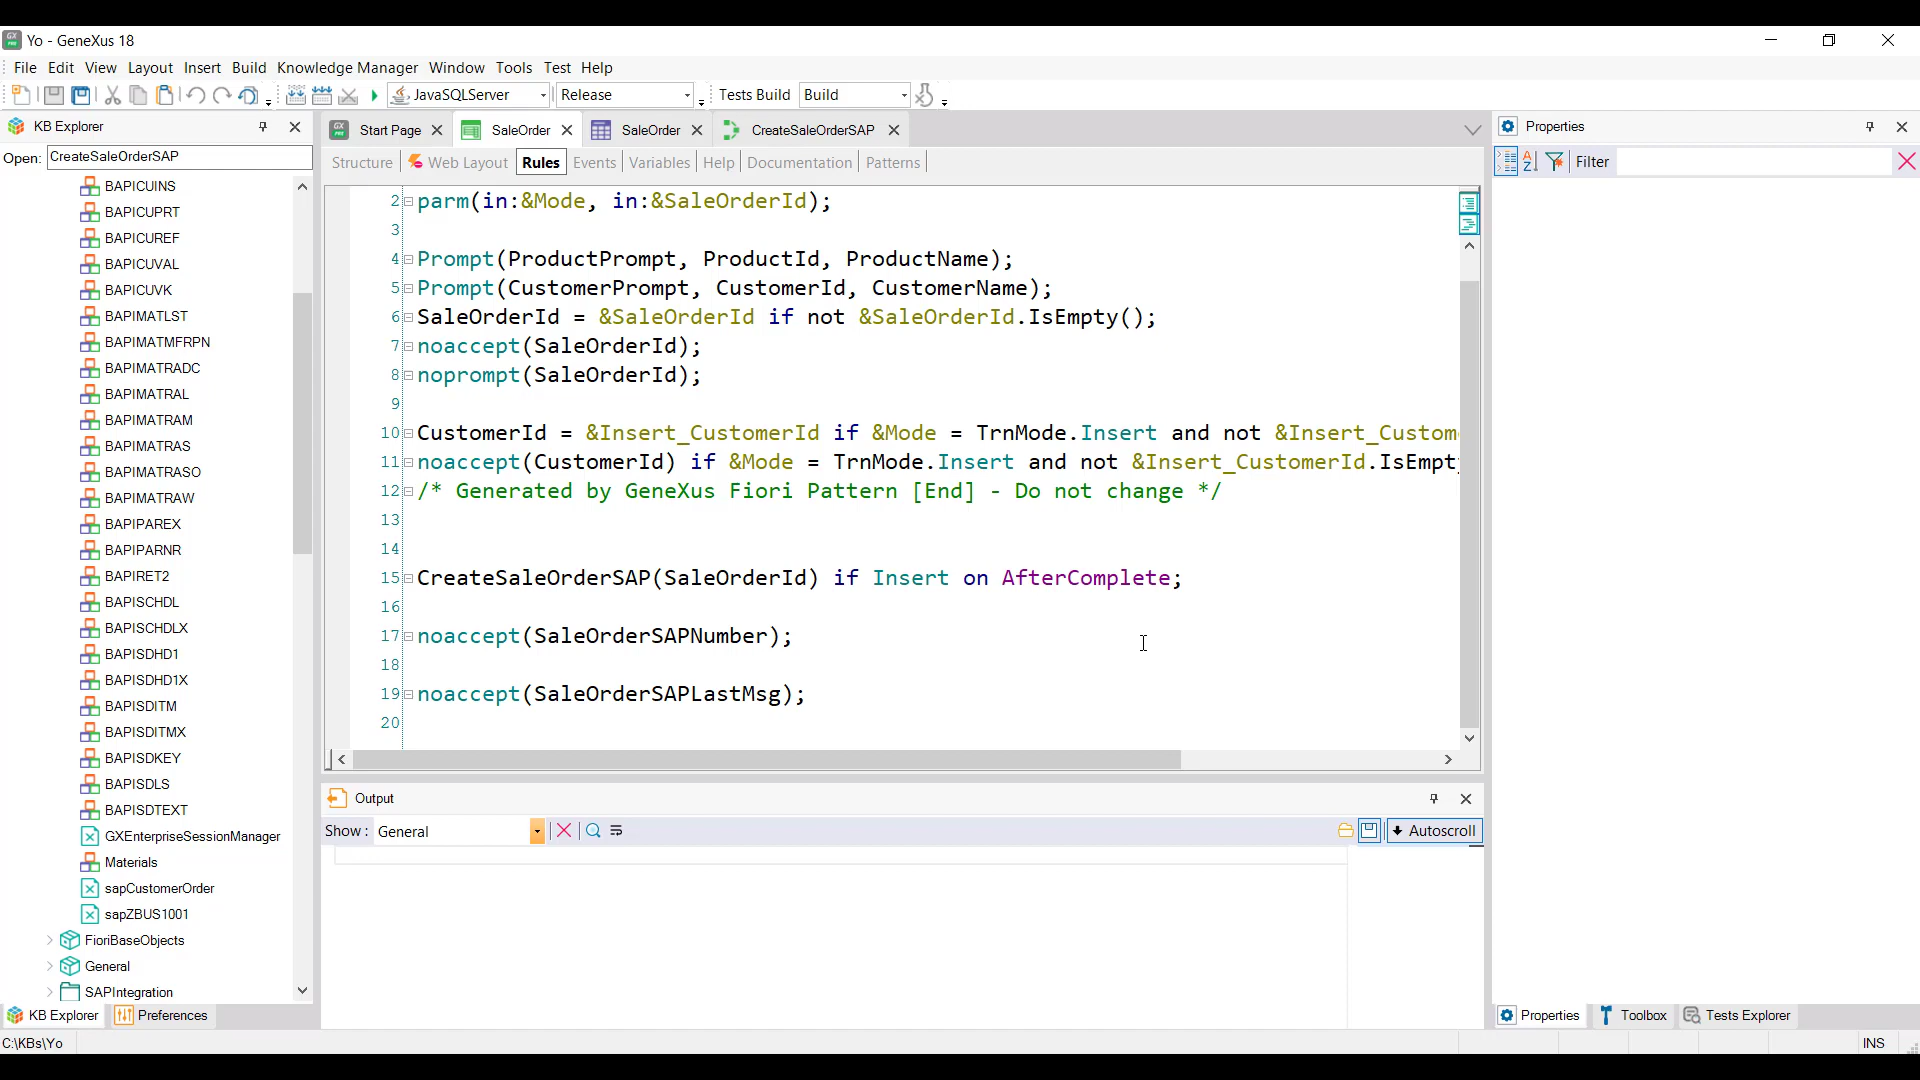 Yo - GeneXus 18
File Edit View Layout Insert Build Knowledge Manager Window Tools Test Help
JavaSQLServer Release Tests Build Build
KB Explorer
Open: CreateSaleOrderSAP
BAPICUINS
BAPICUPRT
BAPICUREF
BAPICUVAL
BAPICUVK
BAPIMATLST
BAPIMATMFRPN
BAPIMATRADC
BAPIMATRAL
BAPIMATRAM
BAPIMATRAS
BAPIMATRASO
BAPIMATRAW
BAPIPAREX
BAPIPARNR
BAPIRET2
BAPISCHDL
BAPISCHDLX
BAPISDHD1
BAPISDHD1X
BAPISDITM
BAPISDITMX
BAPISDKEY
BAPISDLS
BAPISDTEXT
GXEnterpriseSessionManager
Materials
sapCustomerOrder
sapZBUS1001
FioriBaseObjects
General
SAPIntegration
KB Explorer Preferences
Start Page SaleOrder SaleOrder CreateSaleOrderSAP
Structure Web Layout Rules Events Variables Help Documentation Patterns
2 parm(in:&Mode, in:&SaleOrderId);
3
4 Prompt(ProductPrompt, ProductId, ProductName);
5 Prompt(CustomerPrompt, CustomerId, CustomerName);
6 SaleOrderId = &SaleOrderId if not &SaleOrderId.IsEmpty();
7 noaccept(SaleOrderId);
8 noprompt(SaleOrderId);
9
10 CustomerId = &Insert_CustomerId if &Mode = TrnMode.Insert and not &Insert_Custom
11 noaccept(CustomerId) if &Mode = TrnMode.Insert and not &Insert_CustomerId.IsEmpt
12 /* Generated by GeneXus Fiori Pattern [End] - Do not change */
13
14
15 CreateSaleOrderSAP(SaleOrderId) if Insert on AfterComplete;
16
17 noaccept(SaleOrderSAPNumber);
18
19 noaccept(SaleOrderSAPLastMsg);
20
Output
Show : General Autoscroll
Properties
Filter
Properties Toolbox Tests Explorer
C:\KBs\Yo INS